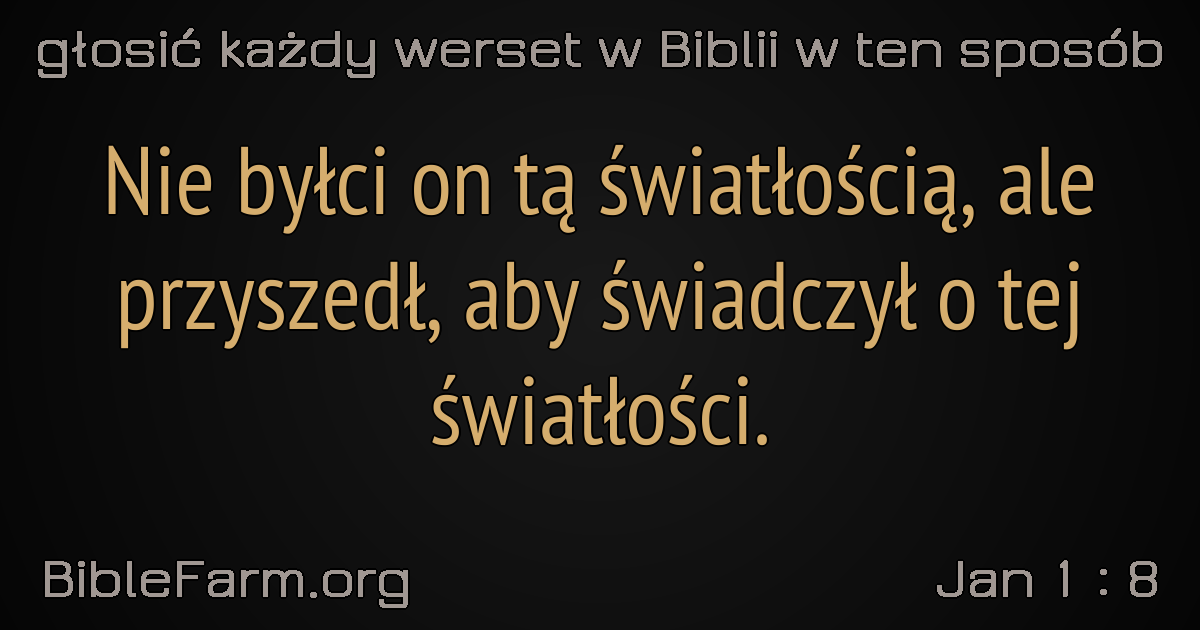 głosić każdy werset w Biblii w ten sposób
Nie byłci on tą światłością, ale
przyszedł, aby świadczył o tej
światłości.
BibleFarm.org
Jan 1 : 8